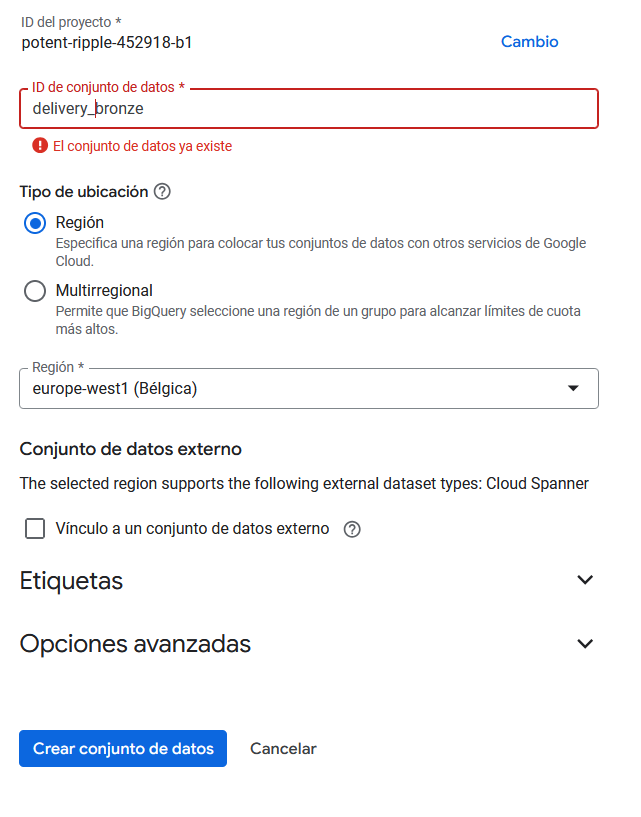 ID del proyecto *
potent-ripple-452918-b1
Cambio
ID de conjunto de datos *
delivery_bronze
El conjunto de datos ya existe
Tipo de ubicación
Región
Especifica una región para colocar tus conjuntos de datos con otros servicios de Google
Cloud.
Multirregional
Permite que BigQuery seleccione una región de un grupo para alcanzar límites de cuota
más altos.
Región *
europe-west1 (Bélgica)
Conjunto de datos externo
The selected region supports the following external dataset types: Cloud Spanner
Vínculo a un conjunto de datos externo
Etiquetas
Opciones avanzadas
Crear conjunto de datos
Cancelar